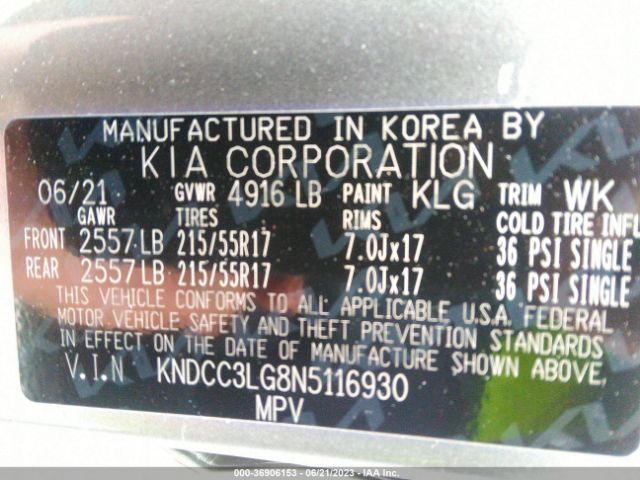 MANUFACTURED IN KOREA BY
KIA CORPORATION
06/21 GVWR 4916 LB PAINT KLG TRIM WK
GAWR TIRES RIMS COLD TIRE INFL
FRONT 2557 LB 215/55R17 7.0Jx17 36 PSI SINGLE
REAR 2557 LB 215/55R17 7.0Jx17 36 PSI SINGLE
THIS VEHICLE CONFORMS TO ALL APPLICABLE U.S.A. FEDERAL
MOTOR VEHICLE SAFETY AND THEFT PREVENTION STANDARDS
IN EFFECT ON THE DATE OF MANUFACTURE SHOWN ABOVE.
V.I.N KNDCC3LG8N5116930
MPV
000-36906153 - 06/21/2023 - IAA Inc.